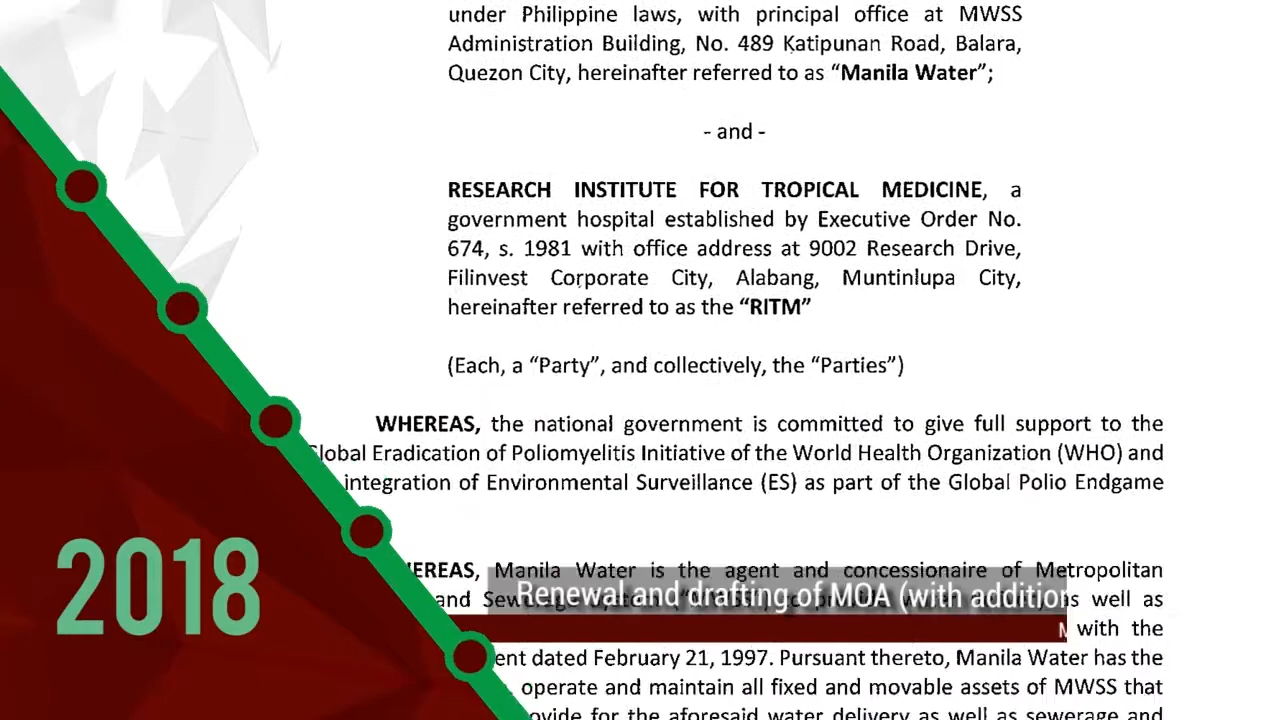 under Philippine laws, with principal office at MWSS
Administration Building, No. 489 Katipunan Road, Balara,
Quezon City, hereinafter referred to as “Manila Water”;
- and -
RESEARCH INSTITUTE FOR TROPICAL MEDICINE, a
government hospital established by Executive Order No.
674, s. 1981 with office address at 9002 Research Drive,
Filinvest Corporate City, Alabang, Muntinlupa City,
hereinafter referred to as the “RITM”
(Each, a “Party”, and collectively, the “Parties”)
WHEREAS, the national government is committed to give full support to the
Global Eradication of Poliomyelitis Initiative of the World Health Organization (WHO) and
integration of Environmental Surveillance (ES) as part of the Global Polio Endgame
2018
EREAS, Manila Water is the agent and concessionaire of Metropolitan
Renewal and drafting of MOA (with addition
and as well as
M with the
ent dated February 21, 1997. Pursuant thereto, Manila Water has the
operate and maintain all fixed and movable assets of MWSS that
ovide for the aforesaid water delivery as well as sewerage and